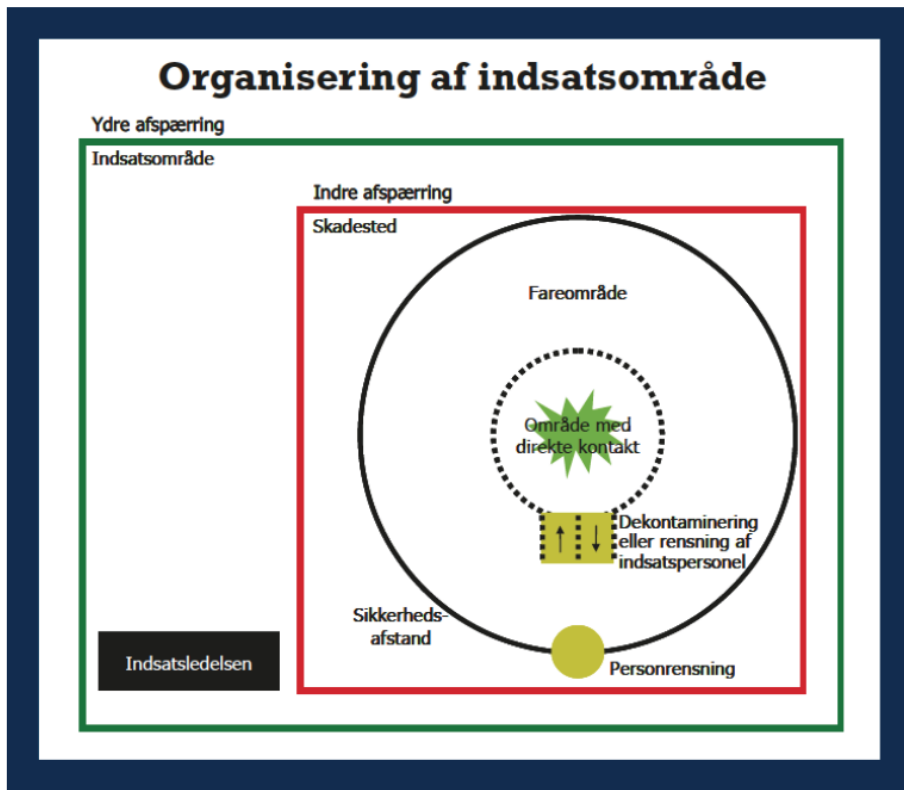 Organisering af indsatsområde
Ydre afspærring
Indsatsområde
Indre afspærring
Skadested
Fareområde
Område med
direkte kontakt
Dekontaminering
eller rensning af
indsatspersonel
Sikkerheds-
afstand
Indsatsledelsen
Personrensning